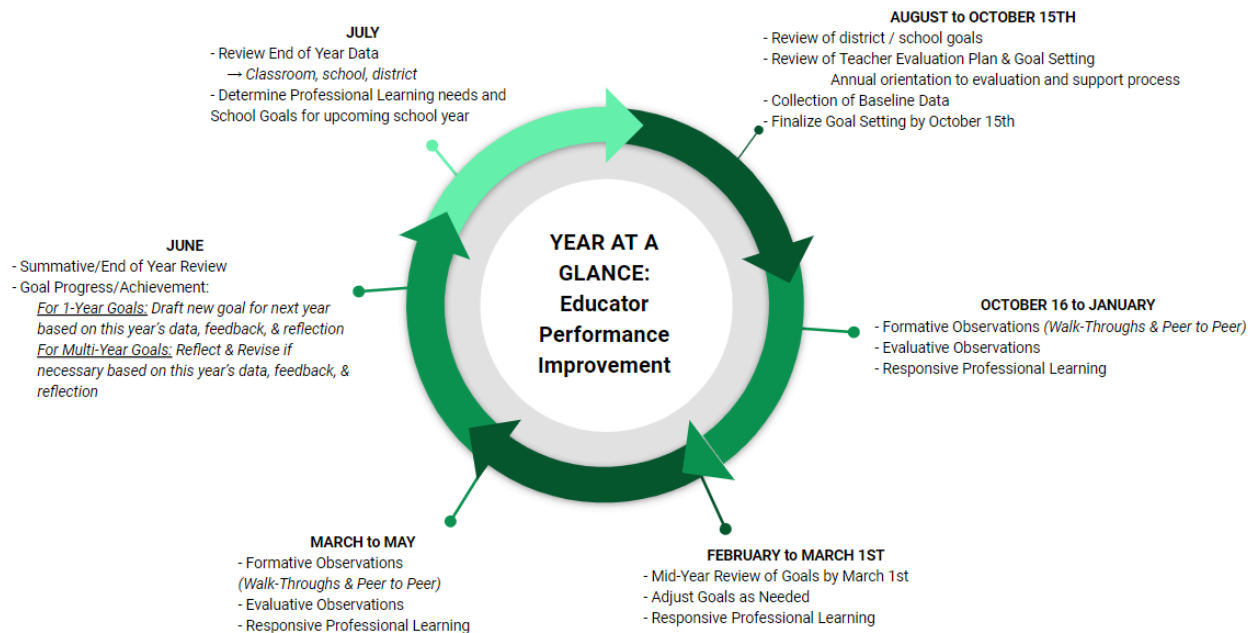 YEAR AT A
GLANCE:
Educator
Performance
Improvement
JULY
- Review End of Year Data
→ Classroom, school, district
- Determine Professional Learning needs and
School Goals for upcoming school year
AUGUST to OCTOBER 15TH
- Review of district / school goals
- Review of Teacher Evaluation Plan & Goal Setting
Annual orientation to evaluation and support process
- Collection of Baseline Data
- Finalize Goal Setting by October 15th
OCTOBER 16 to JANUARY
- Formative Observations (Walk-Throughs & Peer to Peer)
- Evaluative Observations
- Responsive Professional Learning
FEBRUARY to MARCH 1ST
- Mid-Year Review of Goals by March 1st
- Adjust Goals as Needed
- Responsive Professional Learning
MARCH to MAY
- Formative Observations
(Walk-Throughs & Peer to Peer)
- Evaluative Observations
- Responsive Professional Learning
JUNE
- Summative/End of Year Review
- Goal Progress/Achievement:
For 1-Year Goals: Draft new goal for next year
based on this year's data, feedback, & reflection
For Multi-Year Goals: Reflect & Revise if
necessary based on this year's data, feedback, &
reflection